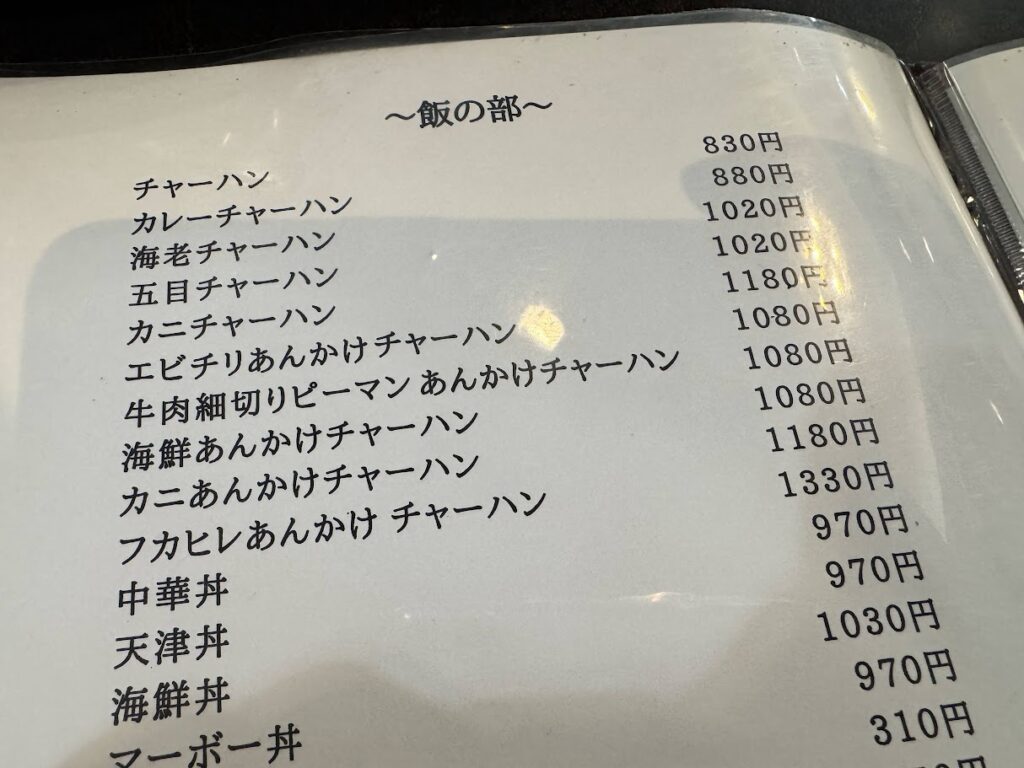 ～飯の部～
チャーハン 830円
カレーチャーハン 880円
海老チャーハン 1020円
五目チャーハン 1020円
カニチャーハン 1180円
エビチリあんかけチャーハン 1080円
牛肉細切りピーマン あんかけチャーハン 1080円
海鮮あんかけチャーハン 1080円
カニあんかけチャーハン 1180円
フカヒレあんかけ チャーハン 1330円
中華丼 970円
天津丼 970円
海鮮丼 1030円
マーボー丼 970円
310円